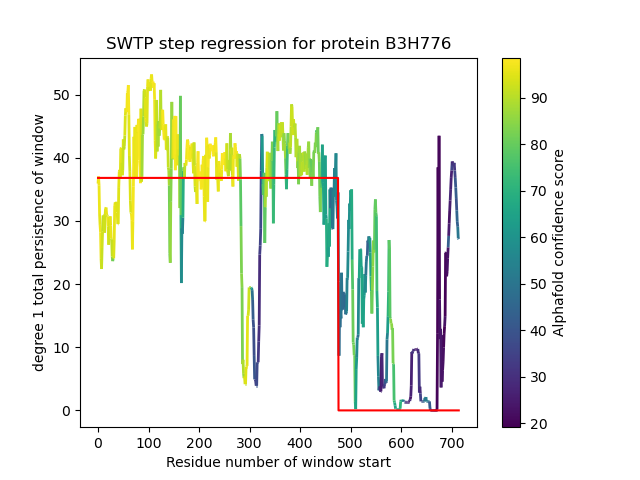 SWTP step regression for protein B3H776
degree 1 total persistence of window
50
40
30
20
10
0
0 100 200 300 400 500 600 700
Residue number of window start
90
80
70
60
50
40
30
20
Alphafold confidence score